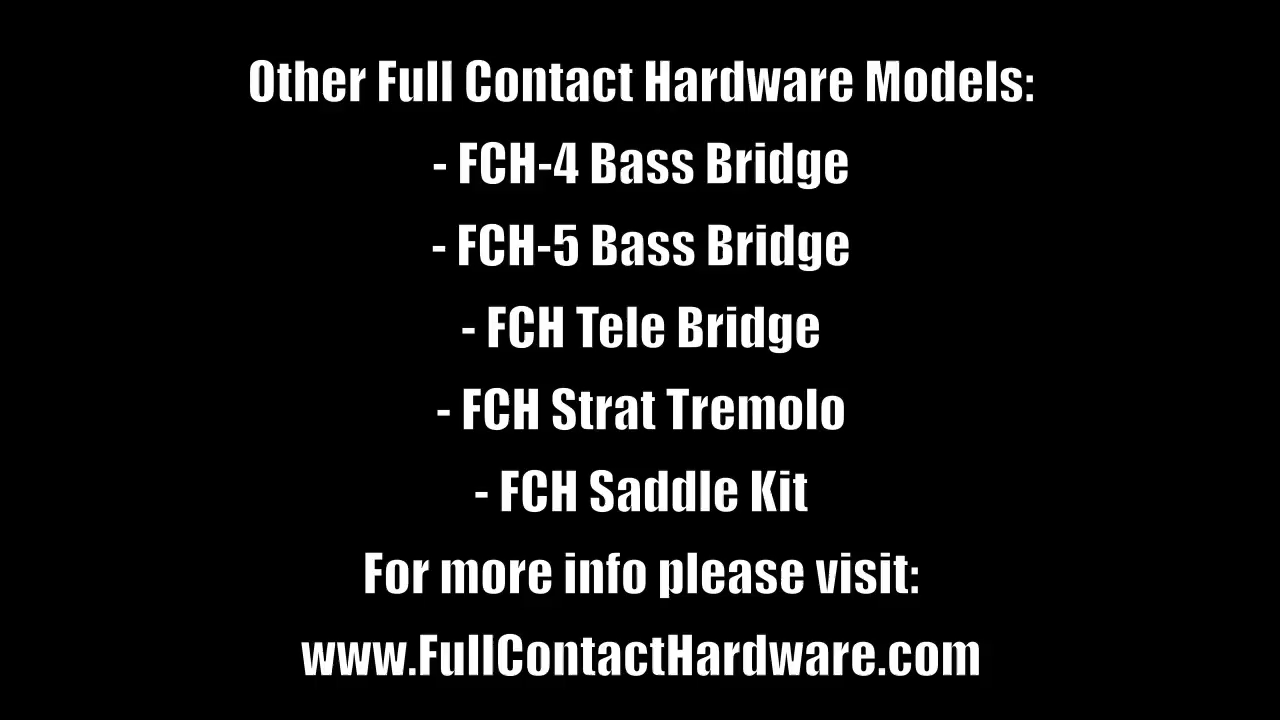 Other Full Contact Hardware Models:
- FCH-4 Bass Bridge
- FCH-5 Bass Bridge
- FCH Tele Bridge
- FCH Strat Tremolo
- FCH Saddle Kit
For more info please visit:
www.FullContactHardware.com